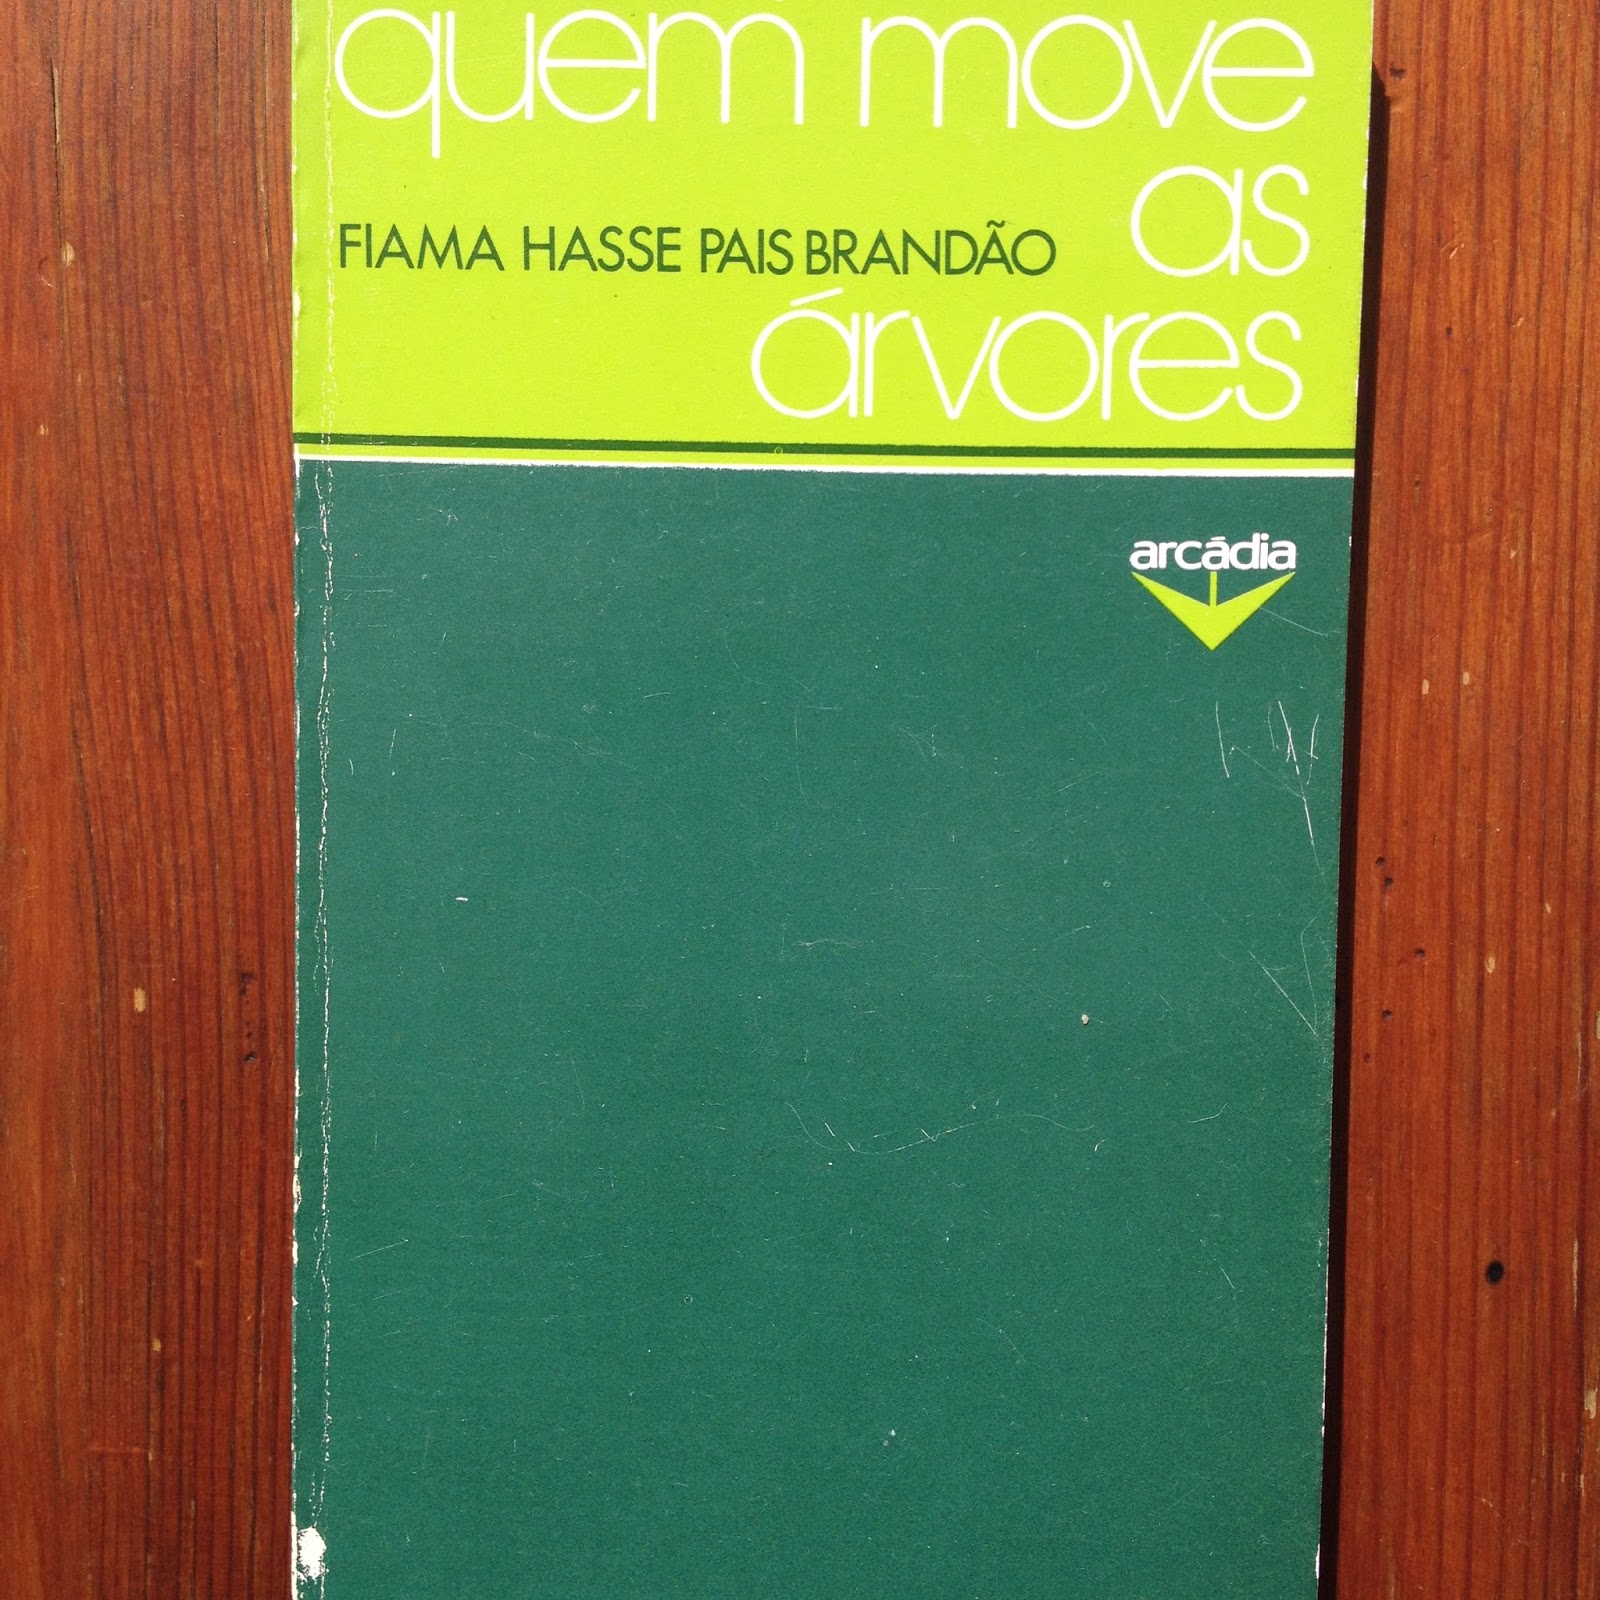 quem move
as
FIAMA HASSE PAIS BRANDÃO
árvores
arcádia